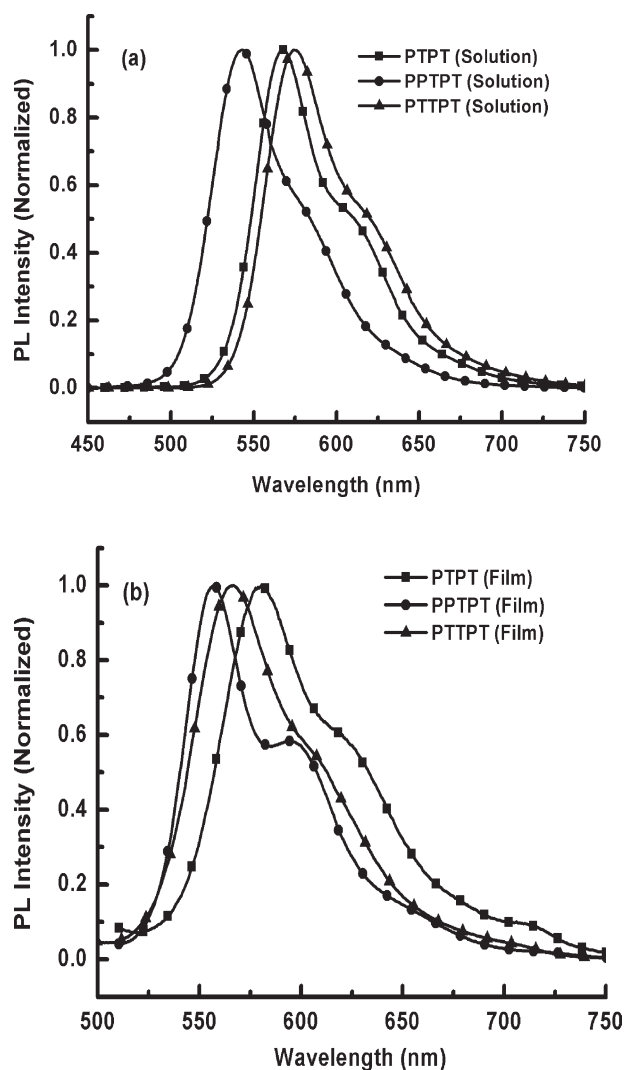 (a)
PTPT (Solution)
PPTPT (Solution)
PTTPT (Solution)
PL Intensity (Normalized)
1.0
0.8
0.6
0.4
0.2
0.0
450 500 550 600 650 700 750
Wavelength (nm)
(b)
PTPT (Film)
PPTPT (Film)
PTTPT (Film)
PL Intensity (Normalized)
1.0
0.8
0.6
0.4
0.2
0.0
500 550 600 650 700 750
Wavelength (nm)